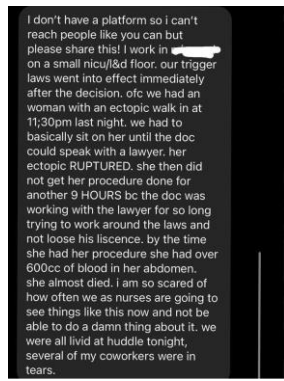 I don't have a platform so i can't
reach people like you can but
please share this! I work in
on a small nicu/l&d floor. our trigger
laws went into effect immediately
after the decision. ofc we had an
woman with an ectopic walk in at
11;30pm last night. we had to
basically sit on her until the doc
could speak with a lawyer. her
ectopic RUPTURED. she then did
not get her procedure done for
another 9 HOURS bc the doc was
working with the lawyer for so long
trying to work around the laws and
not loose his liscence. by the time
she had her procedure she had over
600cc of blood in her abdomen.
she almost died. i am so scared of
how often we as nurses are going to
see things like this now and not be
able to do a damn thing about it. we
were all livid at huddle tonight,
several of my coworkers were in
tears.